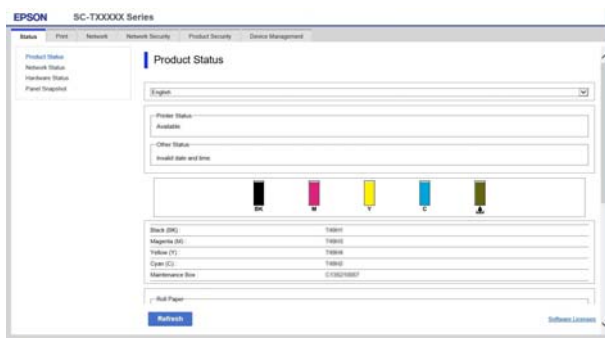 EPSON SC-TXXXXX Series
Status Print Network Network Security Product Security Device Management
Product Status
Network Status
Hardware Status
Panel Snapshot
Product Status
English
Printer Status
Available
Other Status
Invalid date and time.
BK M Y C
Black (BK) :
Magenta (M) :
Yellow (Y) :
Cyan (C) :
Maintenance Box
Roll Paper
Refresh
Software Licenses